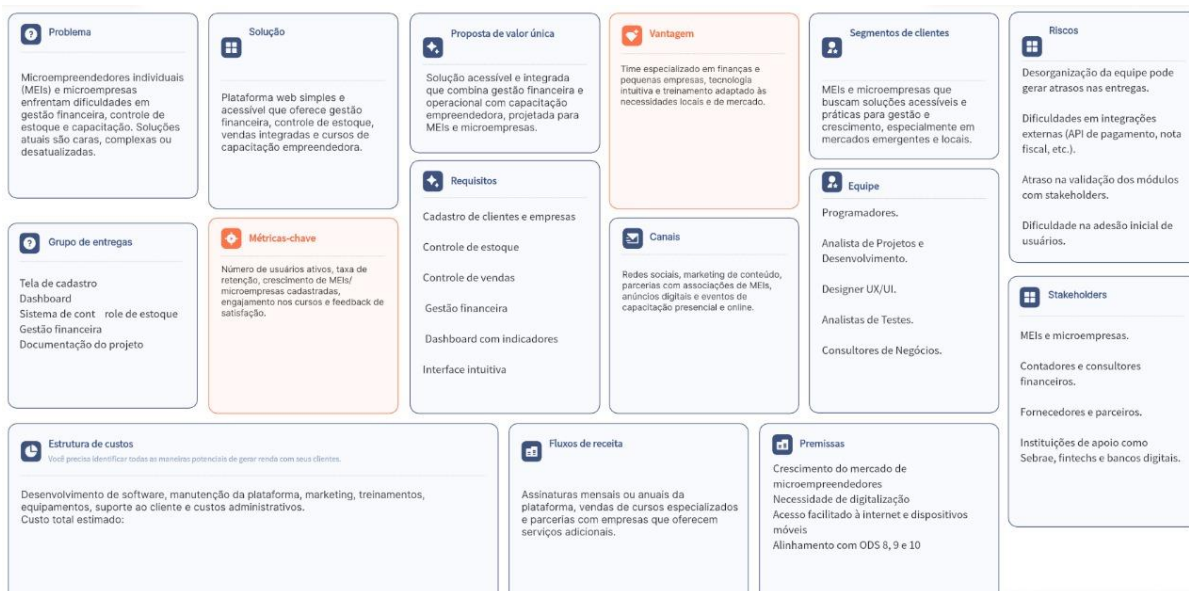 Problema
Microempreendedores individuais
(MEIs) e microempresas
enfrentam dificuldades em
gestão financeira, controle de
estoque e capacitação. Soluções
atuais são caras, complexas ou
desatualizadas.
Solução
Plataforma web simples e
acessível que oferece gestão
financeira, controle de estoque,
vendas integradas e cursos de
capacitação empreendedora.
Proposta de valor única
Solução acessível e integrada
que combina gestão financeira e
operacional com capacitação
empreendedora, projetada para
MEIs e microempresas.
Vantagem
Time especializado em finanças e
pequenas empresas, tecnologia
intuitiva e treinamento adaptado às
necessidades locais e de mercado.
Segmentos de clientes
MEIs e microempresas que
buscam soluções acessíveis e
práticas para gestão e
crescimento, especialmente em
mercados emergentes e locais.
Riscos
Desorganização da equipe pode
gerar atrasos nas entregas.
Dificuldades em integrações
externas (API de pagamento, nota
fiscal, etc.).
Atraso na validação dos módulos
com stakeholders.
Dificuldade na adesão inicial de
usuários.
Grupo de entregas
Tela de cadastro
Dashboard
Sistema de cont role de estoque
Gestão financeira
Documentação do projeto
Métricas-chave
Número de usuários ativos, taxa de
retenção, crescimento de MEIs/
microempresas cadastradas,
engajamento nos cursos e feedback de
satisfação.
Requisitos
Cadastro de clientes e empresas
Controle de estoque
Controle de vendas
Gestão financeira
Dashboard com indicadores
Interface intuitiva
Canais
Redes sociais, marketing de conteúdo,
parcerias com associações de MEIs,
anúncios digitais e eventos de
capacitação presencial e online.
Equipe
Programadores.
Analista de Projetos e
Desenvolvimento.
Designer UX/UI.
Analistas de Testes.
Consultores de Negócios.
Stakeholders
MEIs e microempresas.
Contadores e consultores
financeiros.
Fornecedores e parceiros.
Instituições de apoio como
Sebrae, fintechs e bancos digitais.
Estrutura de custos
Você precisa identificar todas as maneiras potenciais de gerar renda com seus clientes.
Desenvolvimento de software, manutenção da plataforma, marketing, treinamentos,
equipamentos, suporte ao cliente e custos administrativos.
Custo total estimado:
Fluxos de receita
Assinaturas mensais ou anuais da
plataforma, vendas de cursos especializados
e parcerias com empresas que oferecem
serviços adicionais.
Premissas
Crescimento do mercado de
microempreendedores
Necessidade de digitalização
Acesso facilitado à internet e dispositivos
móveis
Alinhamento com ODS 8, 9 e 10